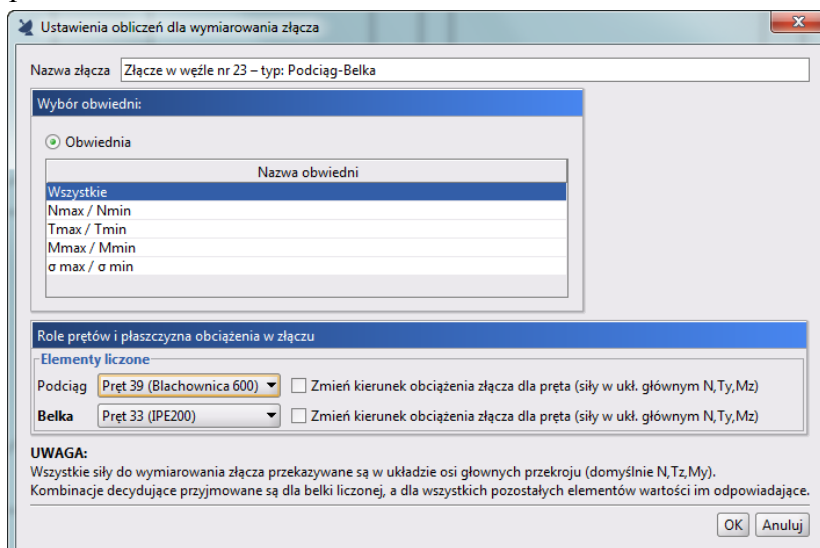 Ustawienia obliczeń dla wymiarowania złącza
x
Nazwa złącza Złącze w węźle nr 23 – typ: Podciąg-Belka
Wybór obwiedni:
Obwiednia
Nazwa obwiedni
Wszystkie
Nmax / Nmin
Tmax / Tmin
Mmax / Mmin
σ max / σ min
Role prętów i płaszczyzna obciążenia w złączu
Elementy liczone
Podciąg Pręt 39 (Blachownica 600) Zmień kierunek obciążenia złącza dla pręta (siły w ukł. głównym N,Ty,Mz)
Belka Pręt 33 (IPE200) Zmień kierunek obciążenia złącza dla pręta (siły w ukł. głównym N,Ty,Mz)
UWAGA:
Wszystkie siły do wymiarowania złącza przekazywane są w układzie osi głownych przekroju (domyślnie N,Tz,My).
Kombinacje decydujące przyjmowane są dla belki liczonej, a dla wszystkich pozostałych elementów wartości im odpowiadające.
OK Anuluj